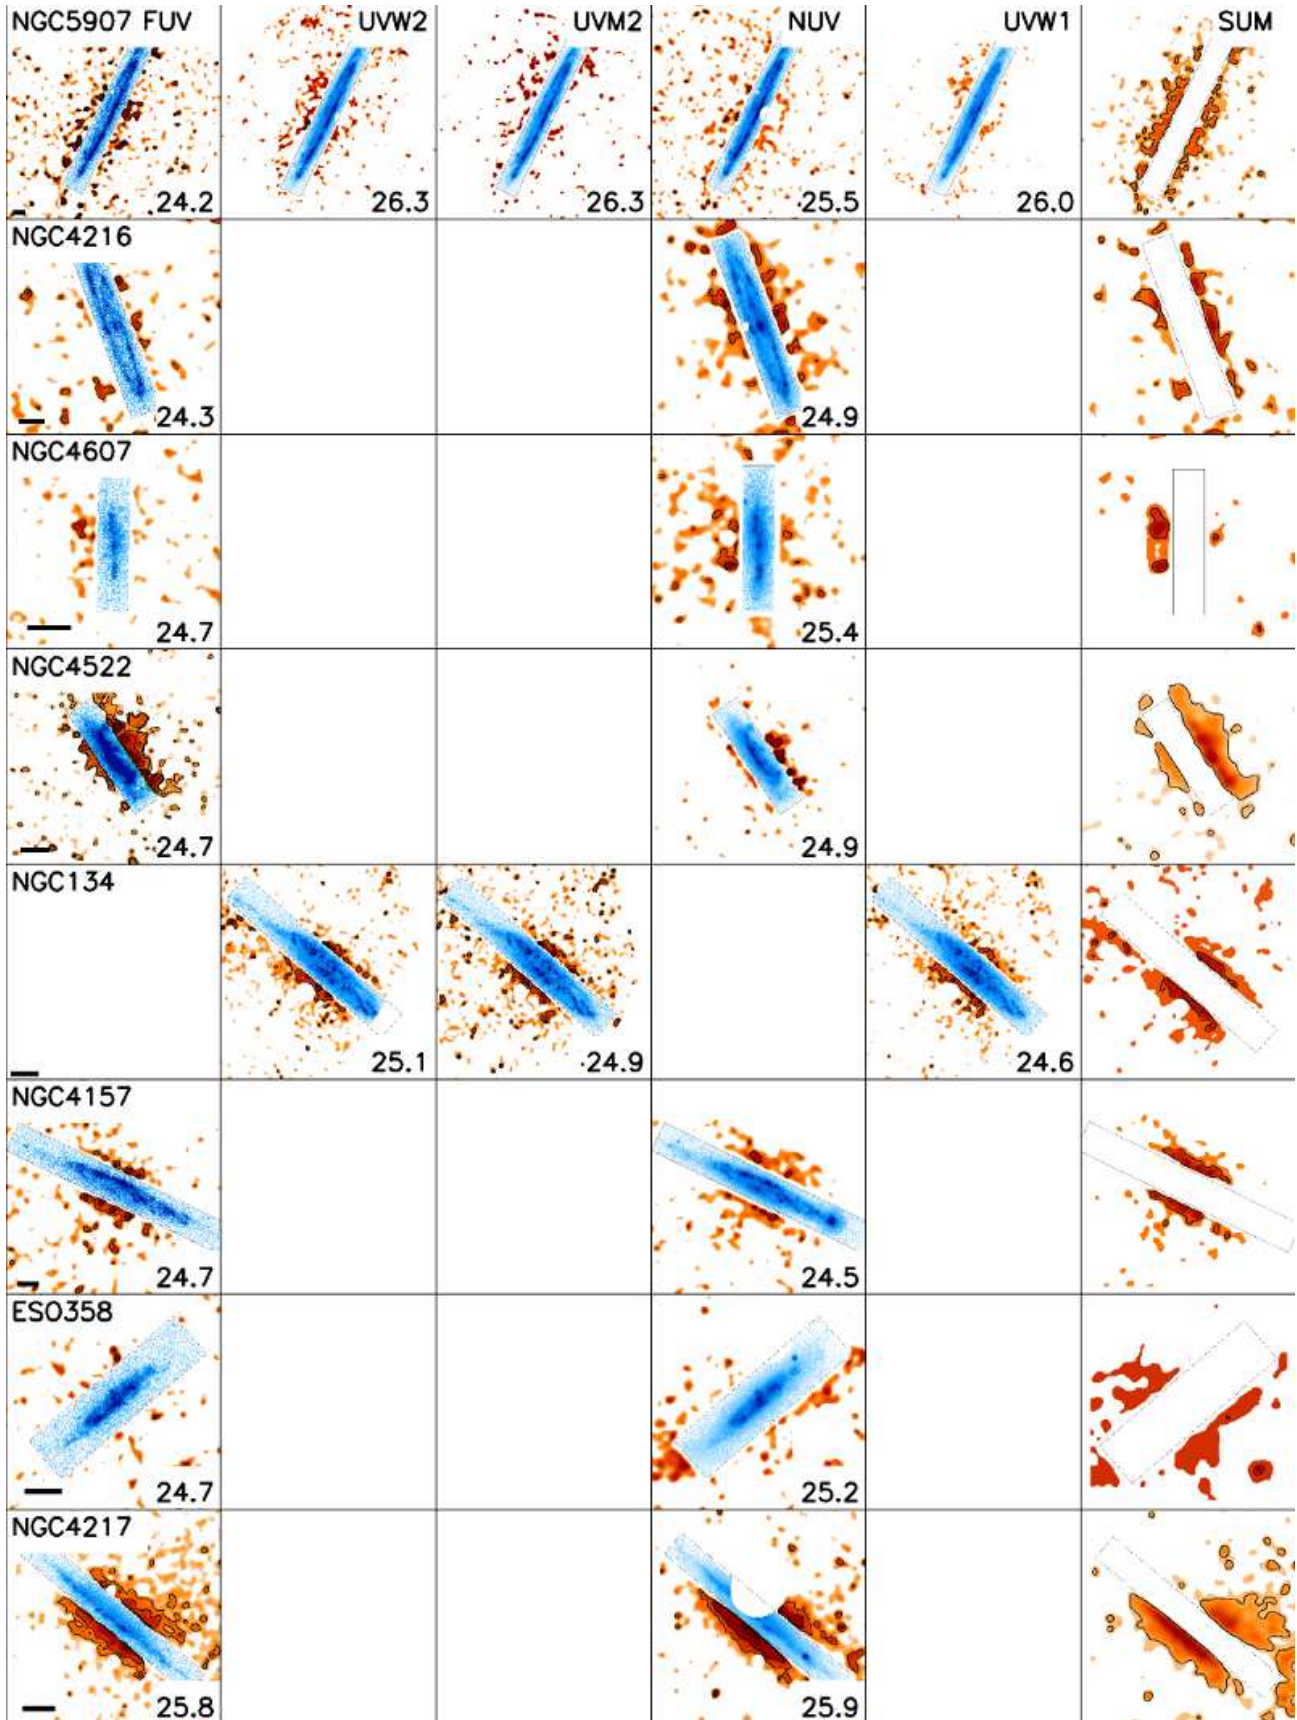 NGC5907 FUV UVW2 UVM2 NUV UVW1 SUM
24.2 26.3 26.3 25.5 26.0
NGC4216
24.3 24.9
NGC4607
24.7 25.4
NGC4522
24.7 24.9
NGC134
25.1 24.9 24.6
NGC4157
24.7 24.5
ESO358
24.7 25.2
NGC4217
25.8 25.9